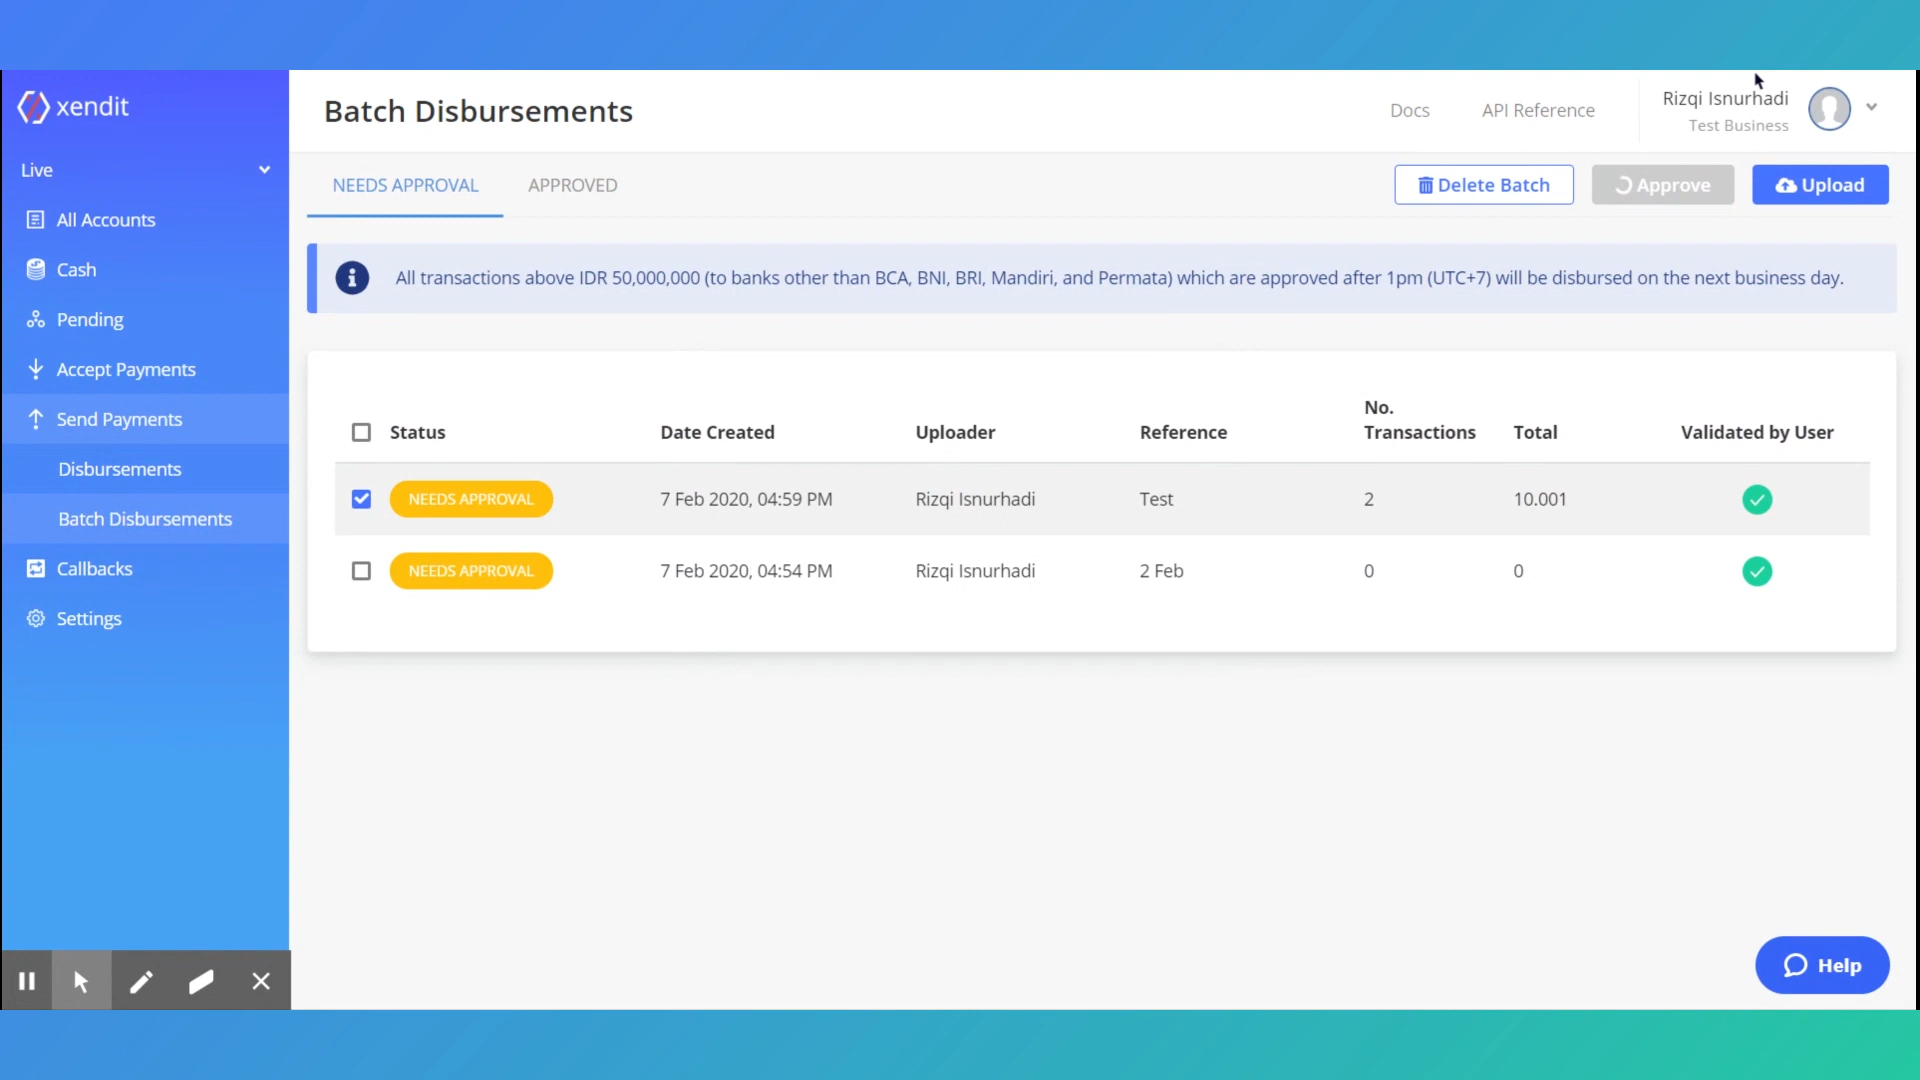 xendit
Live
All Accounts
Cash
Pending
Accept Payments
Send Payments
Disbursements
Batch Disbursements
Callbacks
Settings
Batch Disbursements
Docs
API Reference
Rizqi Isnurhadi
Test Business
NEEDS APPROVAL
APPROVED
Delete Batch
Approve
Upload
All transactions above IDR 50,000,000 (to banks other than BCA, BNI, BRI, Mandiri, and Permata) which are approved after 1pm (UTC+7) will be disbursed on the next business day.
Status Date Created Uploader Reference No. Transactions Total Validated by User
NEEDS APPROVAL 7 Feb 2020, 04:59 PM Rizqi Isnurhadi Test 2 10.001
NEEDS APPROVAL 7 Feb 2020, 04:54 PM Rizqi Isnurhadi 2 Feb 0 0
Help